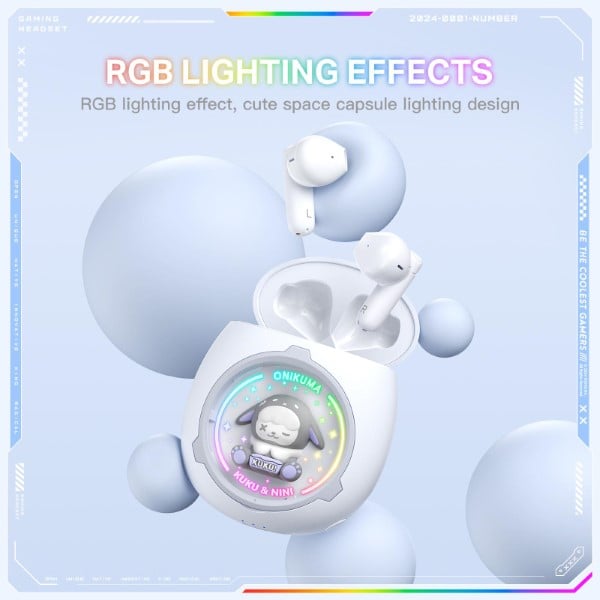 GAMING
HEADSET
2024-0001-NUMBER
RGB LIGHTING EFFECTS
RGB lighting effect, cute space capsule lighting design
L
R
BE THE COOLEST GAMERS ////
ONIKUMA
KUKU!
KUKU & NINI